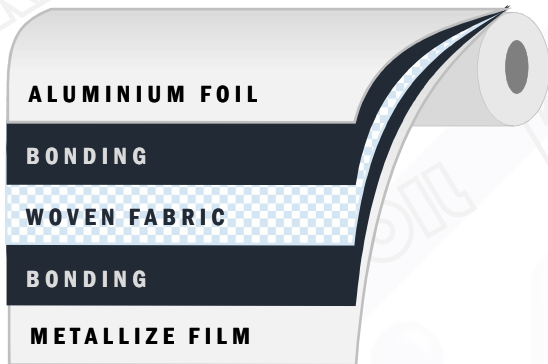 ALUMINIUM FOIL
BONDING
WOVEN FABRIC
BONDING
METALLIZE FILM